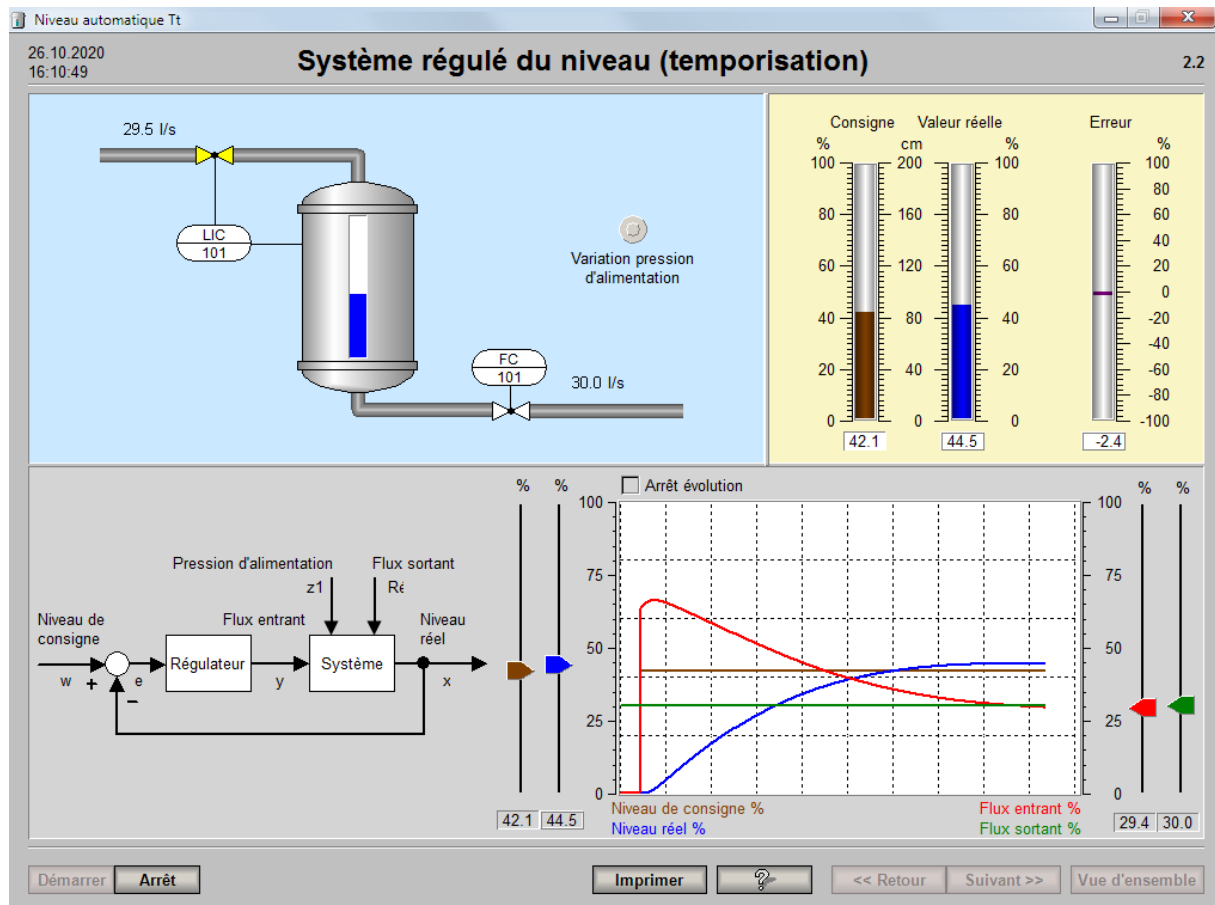 Niveau automatique Tt
26.10.2020
16:10:49
Système régulé du niveau (temporisation)
2.2
29.5 l/s
LIC
101
Variation pression
d'alimentation
FC
101
30.0 l/s
Consigne Valeur réelle Erreur
% cm % %
100 200 100 100
80
80 160 80 60
40
60 120 60 20
0
40 80 40 -20
-40
20 40 20 -60
-80
0 0 0 -100
42.1 44.5 -2.4
Pression d'alimentation Flux sortant
z1 Ré
Niveau de
consigne
Flux entrant
Niveau
réel
Régulateur
Système
w + e y x
−
% %
Arrêt évolution
% %
100 100
75 75
50 50
25 25
0 0
42.1 44.5
Niveau de consigne % Flux entrant %
Niveau réel % Flux sortant %
29.4 30.0
Démarrer Arrêt Imprimer ? << Retour Suivant >> Vue d'ensemble